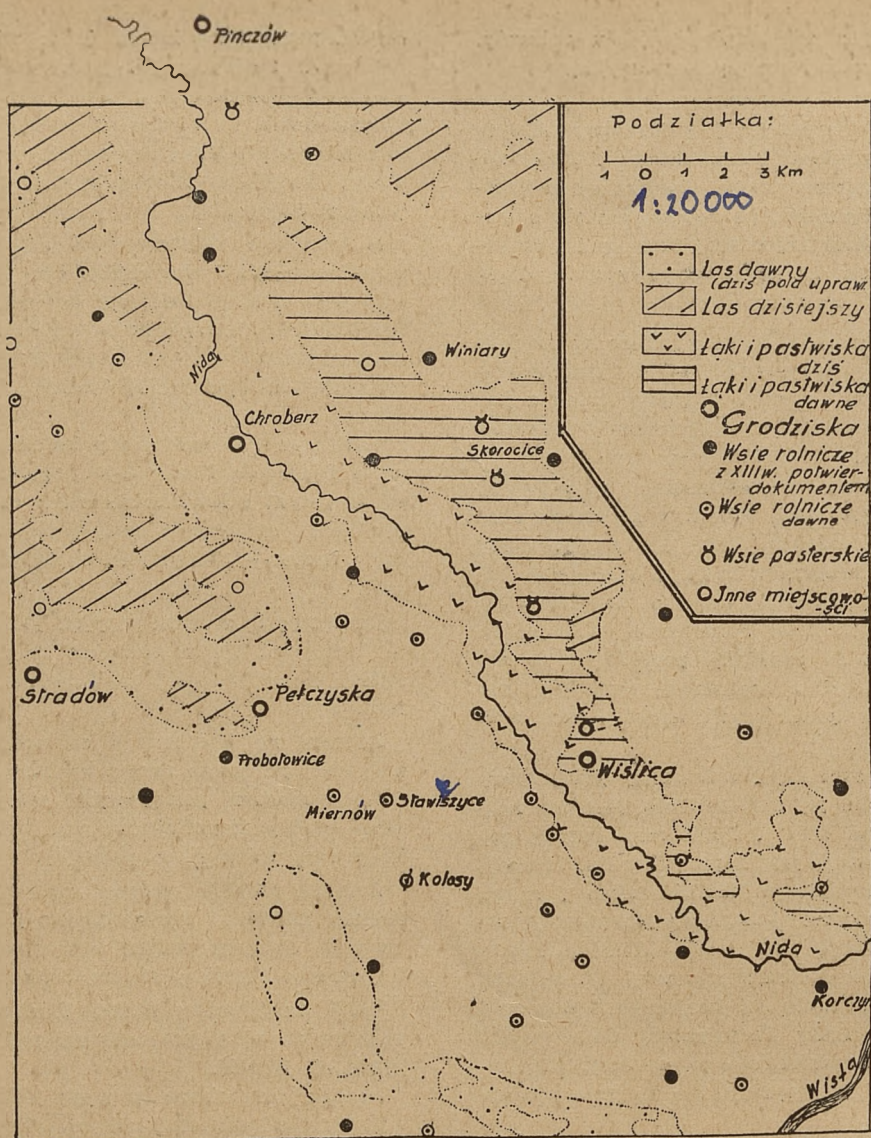 Pinczów
Podziałka:
1 0 1 2 3 Km
1:20000
Las dawny
(dziś pola upraw.
Las dzisiejszy
Łąki i pastwiska
dziś
Łąki i pastwiska
dawne
Grodziska
Wsie rolnicze
z XIII w. potwier-
dokumentem
Wsie rolnicze
dawne
Wsie pasterskie
Jnne miejscowo-
-ści
Winiary
Nida
Chroberz
Skorocice
Stradów
Pełczyska
Probołowice
Wiślica
Miernów
Stawiszyce
Kolosy
Nida
Korczyn
Wisła